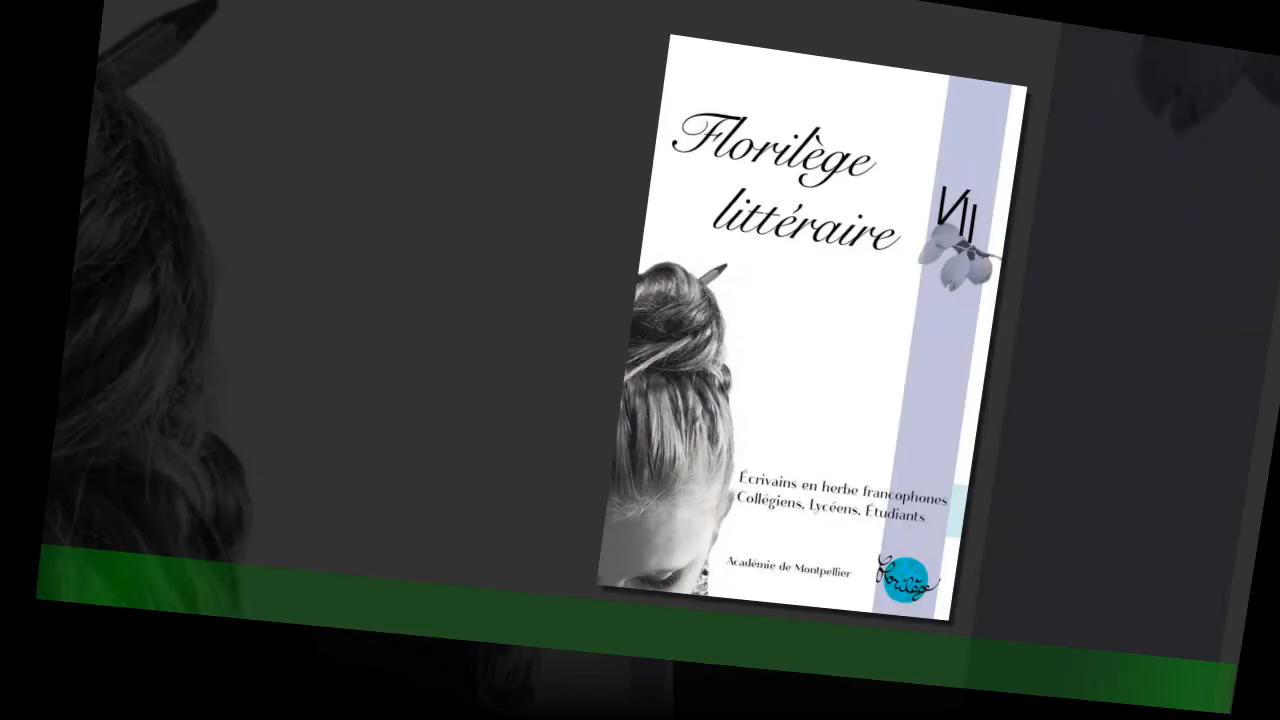 Florilège
littéraire
VII
Écrivains en herbe francophones
Collégiens, Lycéens, Étudiants
Académie de Montpellier
Florilège